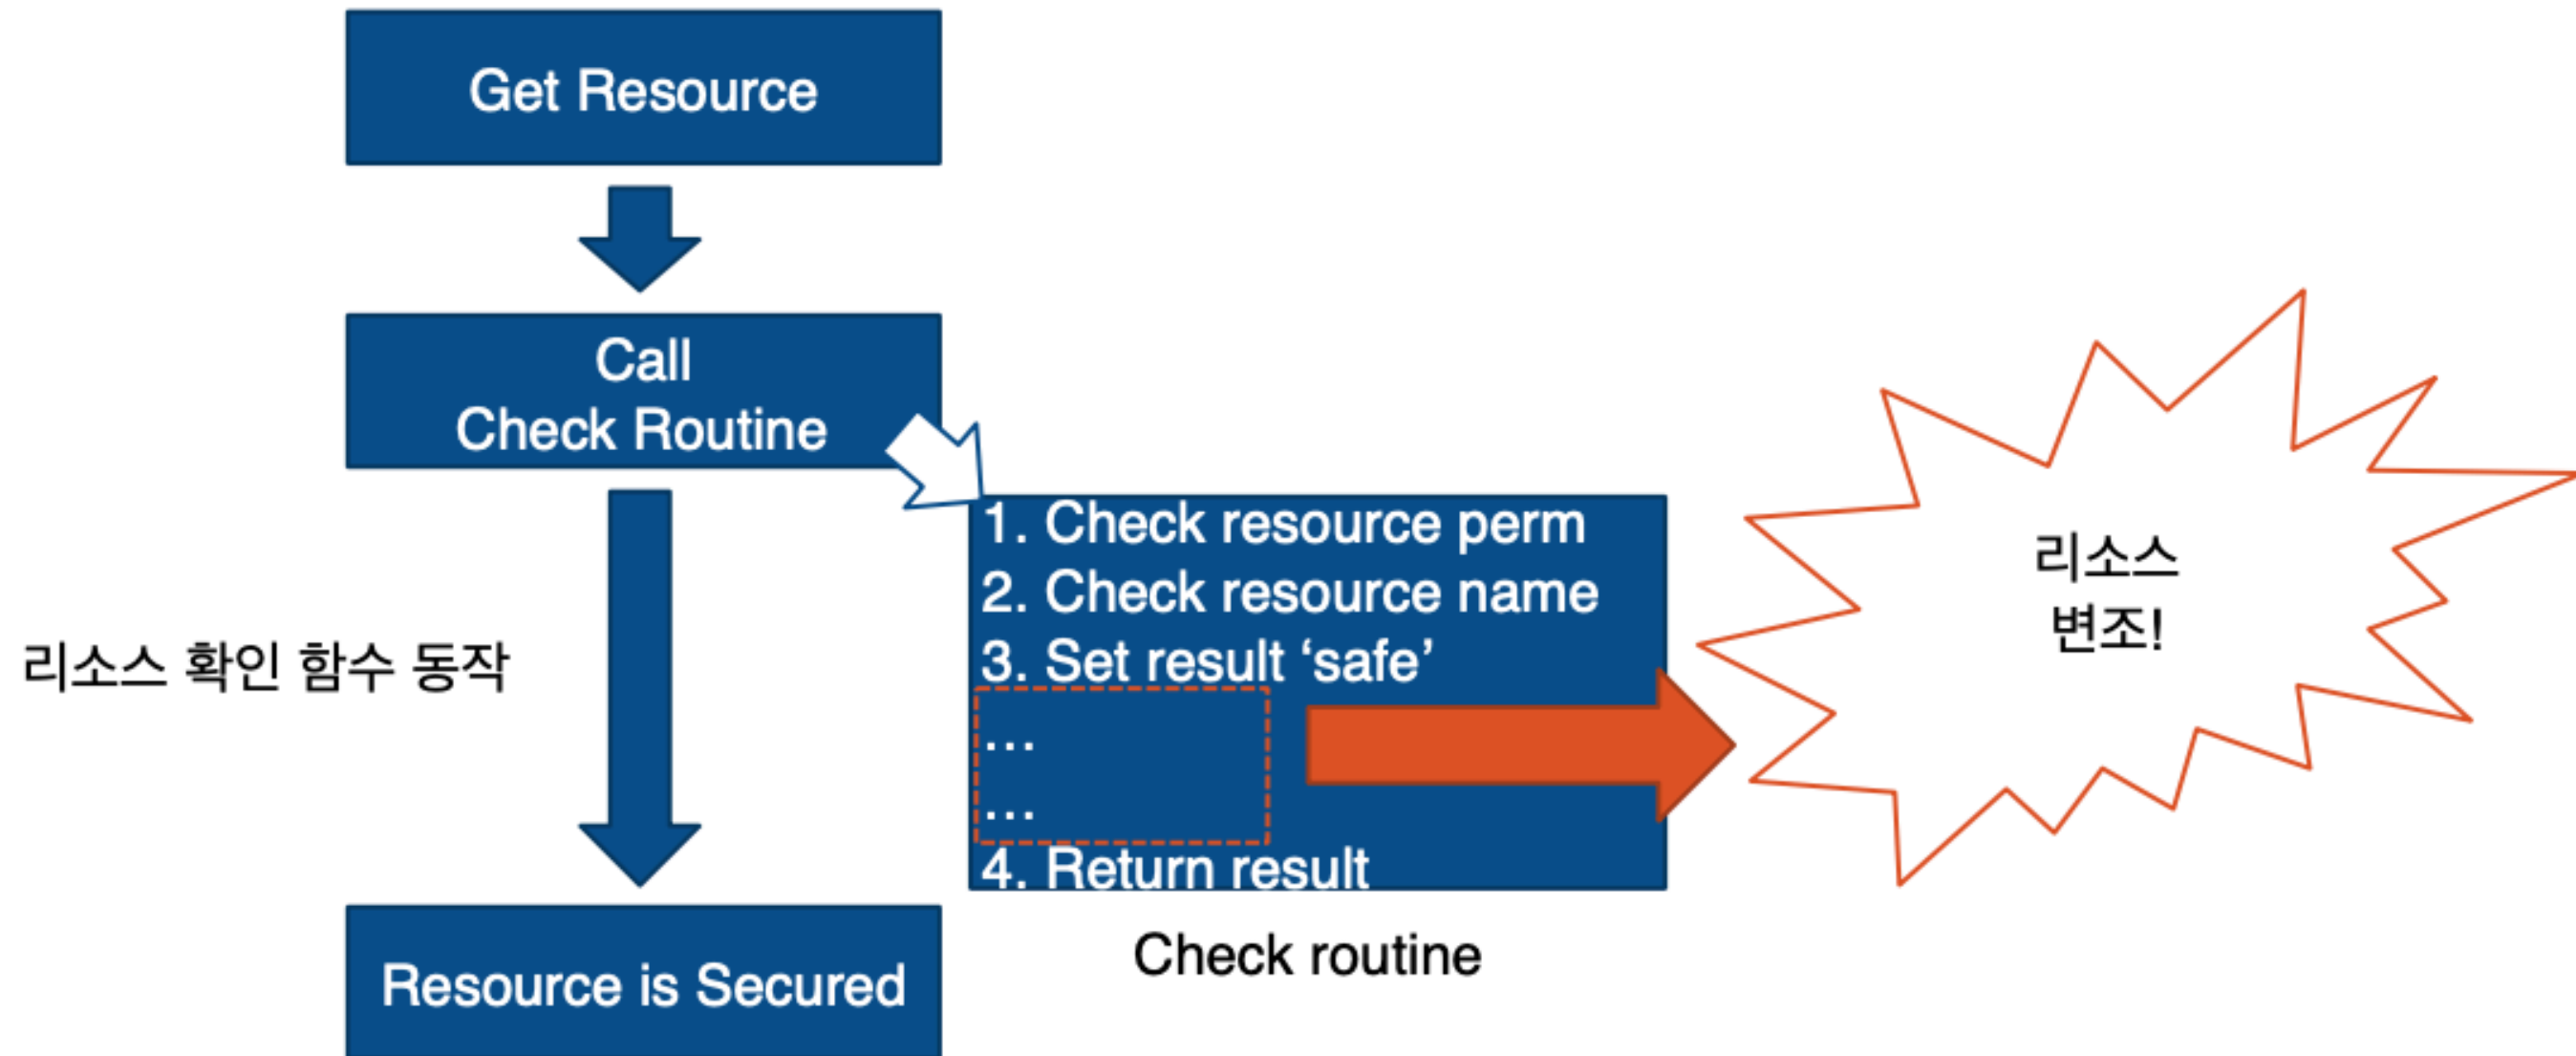 Get Resource
Call
Check Routine
1. Check resource perm
2. Check resource name
3. Set result ‘safe’
...
...
4. Return result
리소스
변조!
리소스 확인 함수 동작
Check routine
Resource is Secured